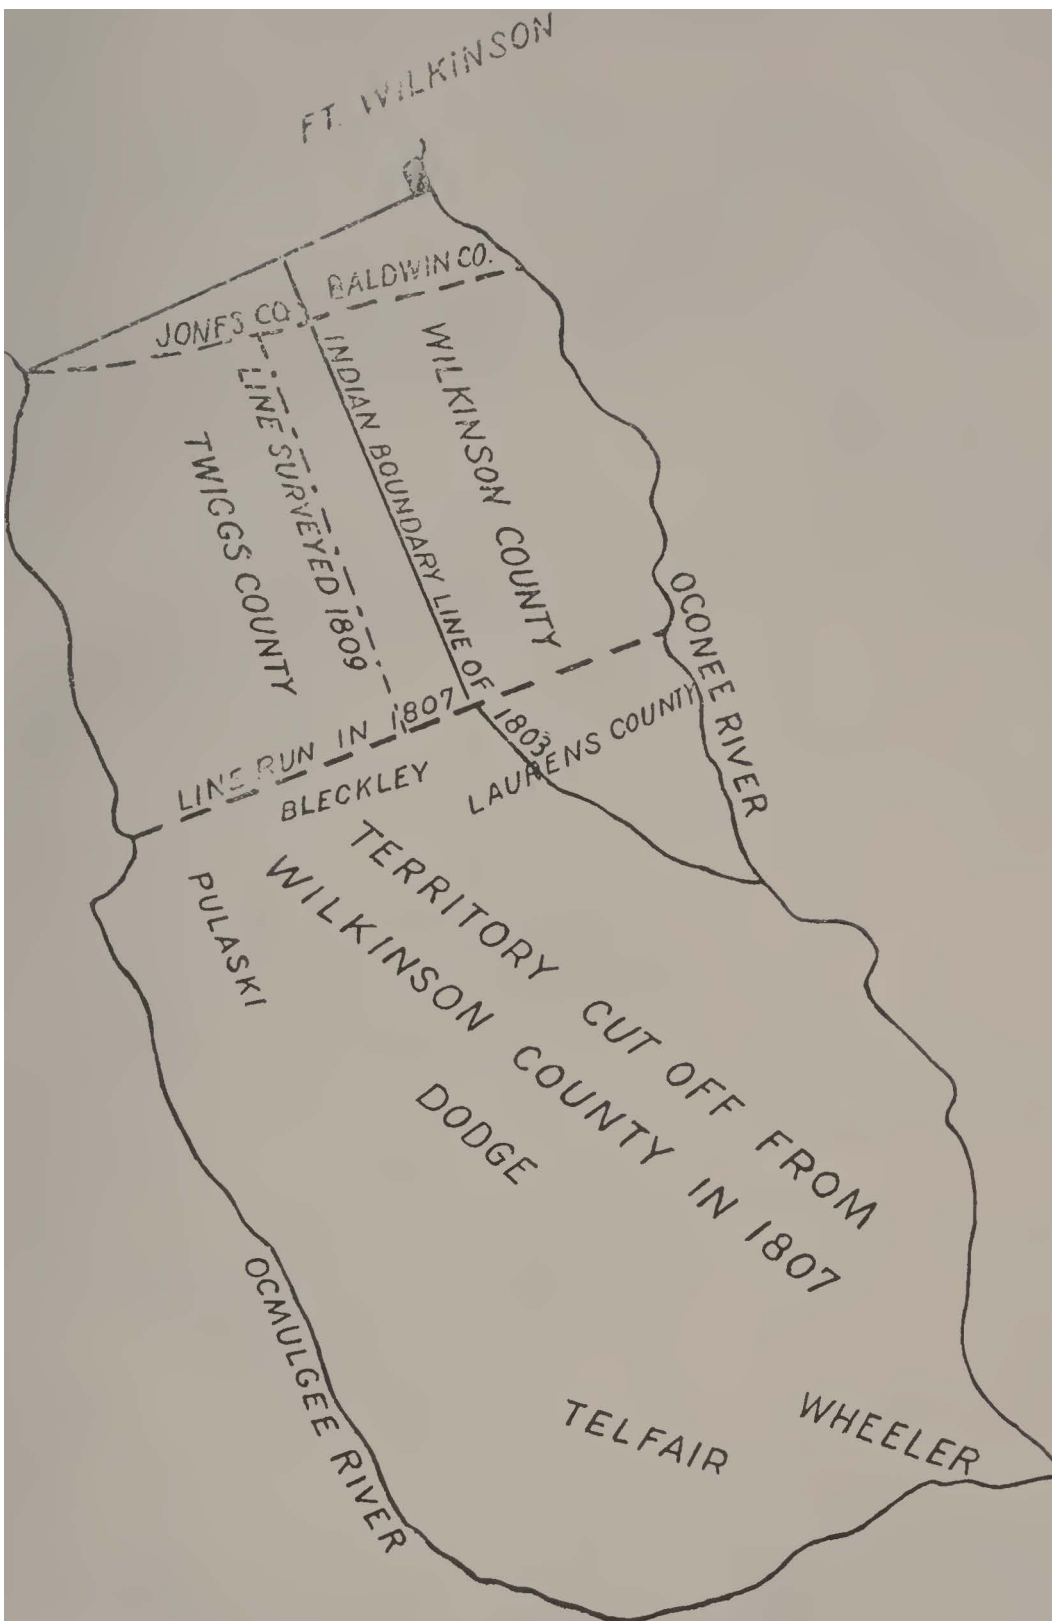 FT. WILKINSON
BALDWIN CO.
JONES CO.
WILKINSON COUNTY
INDIAN BOUNDARY LINE OF 1803
LINE SURVEYED 1809
TWIGGS COUNTY
OCONEE RIVER
LINE RUN IN 1807
LAURENS COUNTY
BLECKLEY
TERRITORY CUT OFF FROM
WILKINSON COUNTY IN 1807
PULASKI
DODGE
OCMULGEE RIVER
TELFAIR
WHEELER